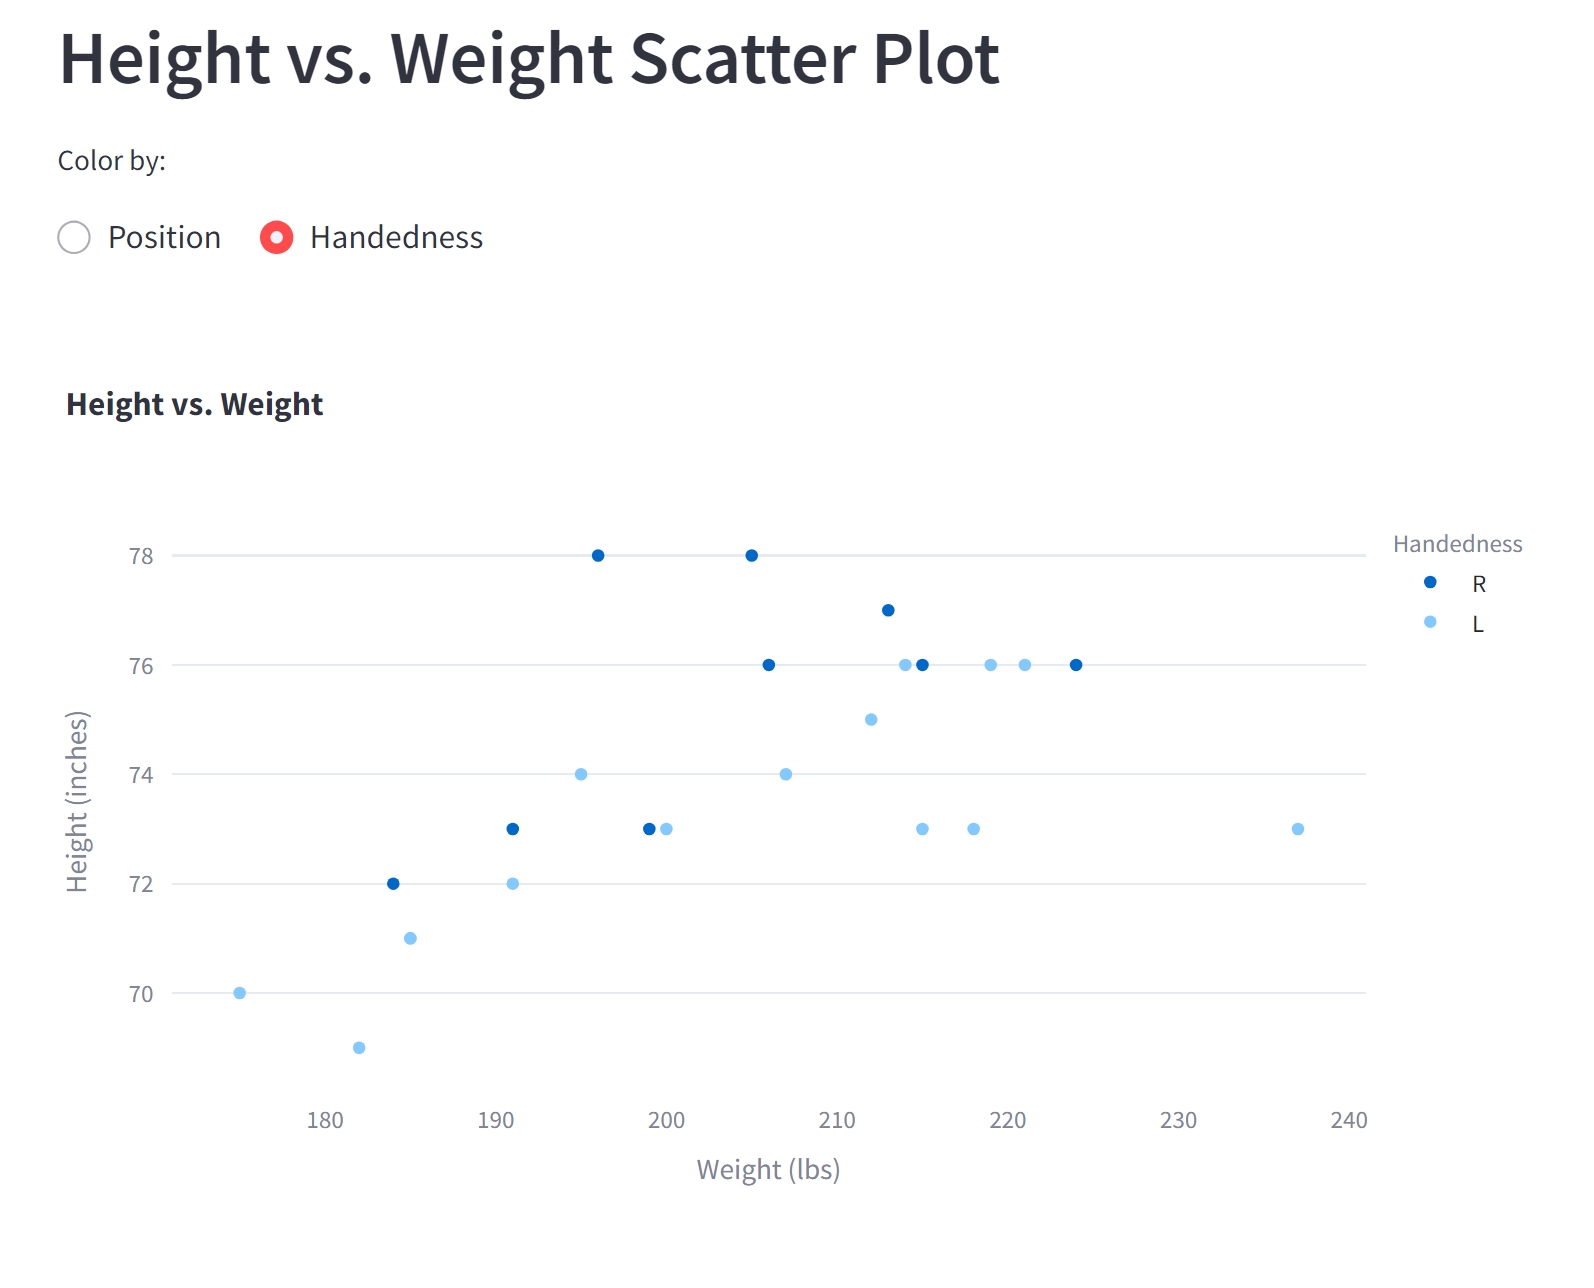 Height vs. Weight Scatter Plot
Color by:
Position Handedness
Height vs. Weight
Handedness
R
L
78
76
74
72
70
Height (inches)
180 190 200 210 220 230 240
Weight (lbs)